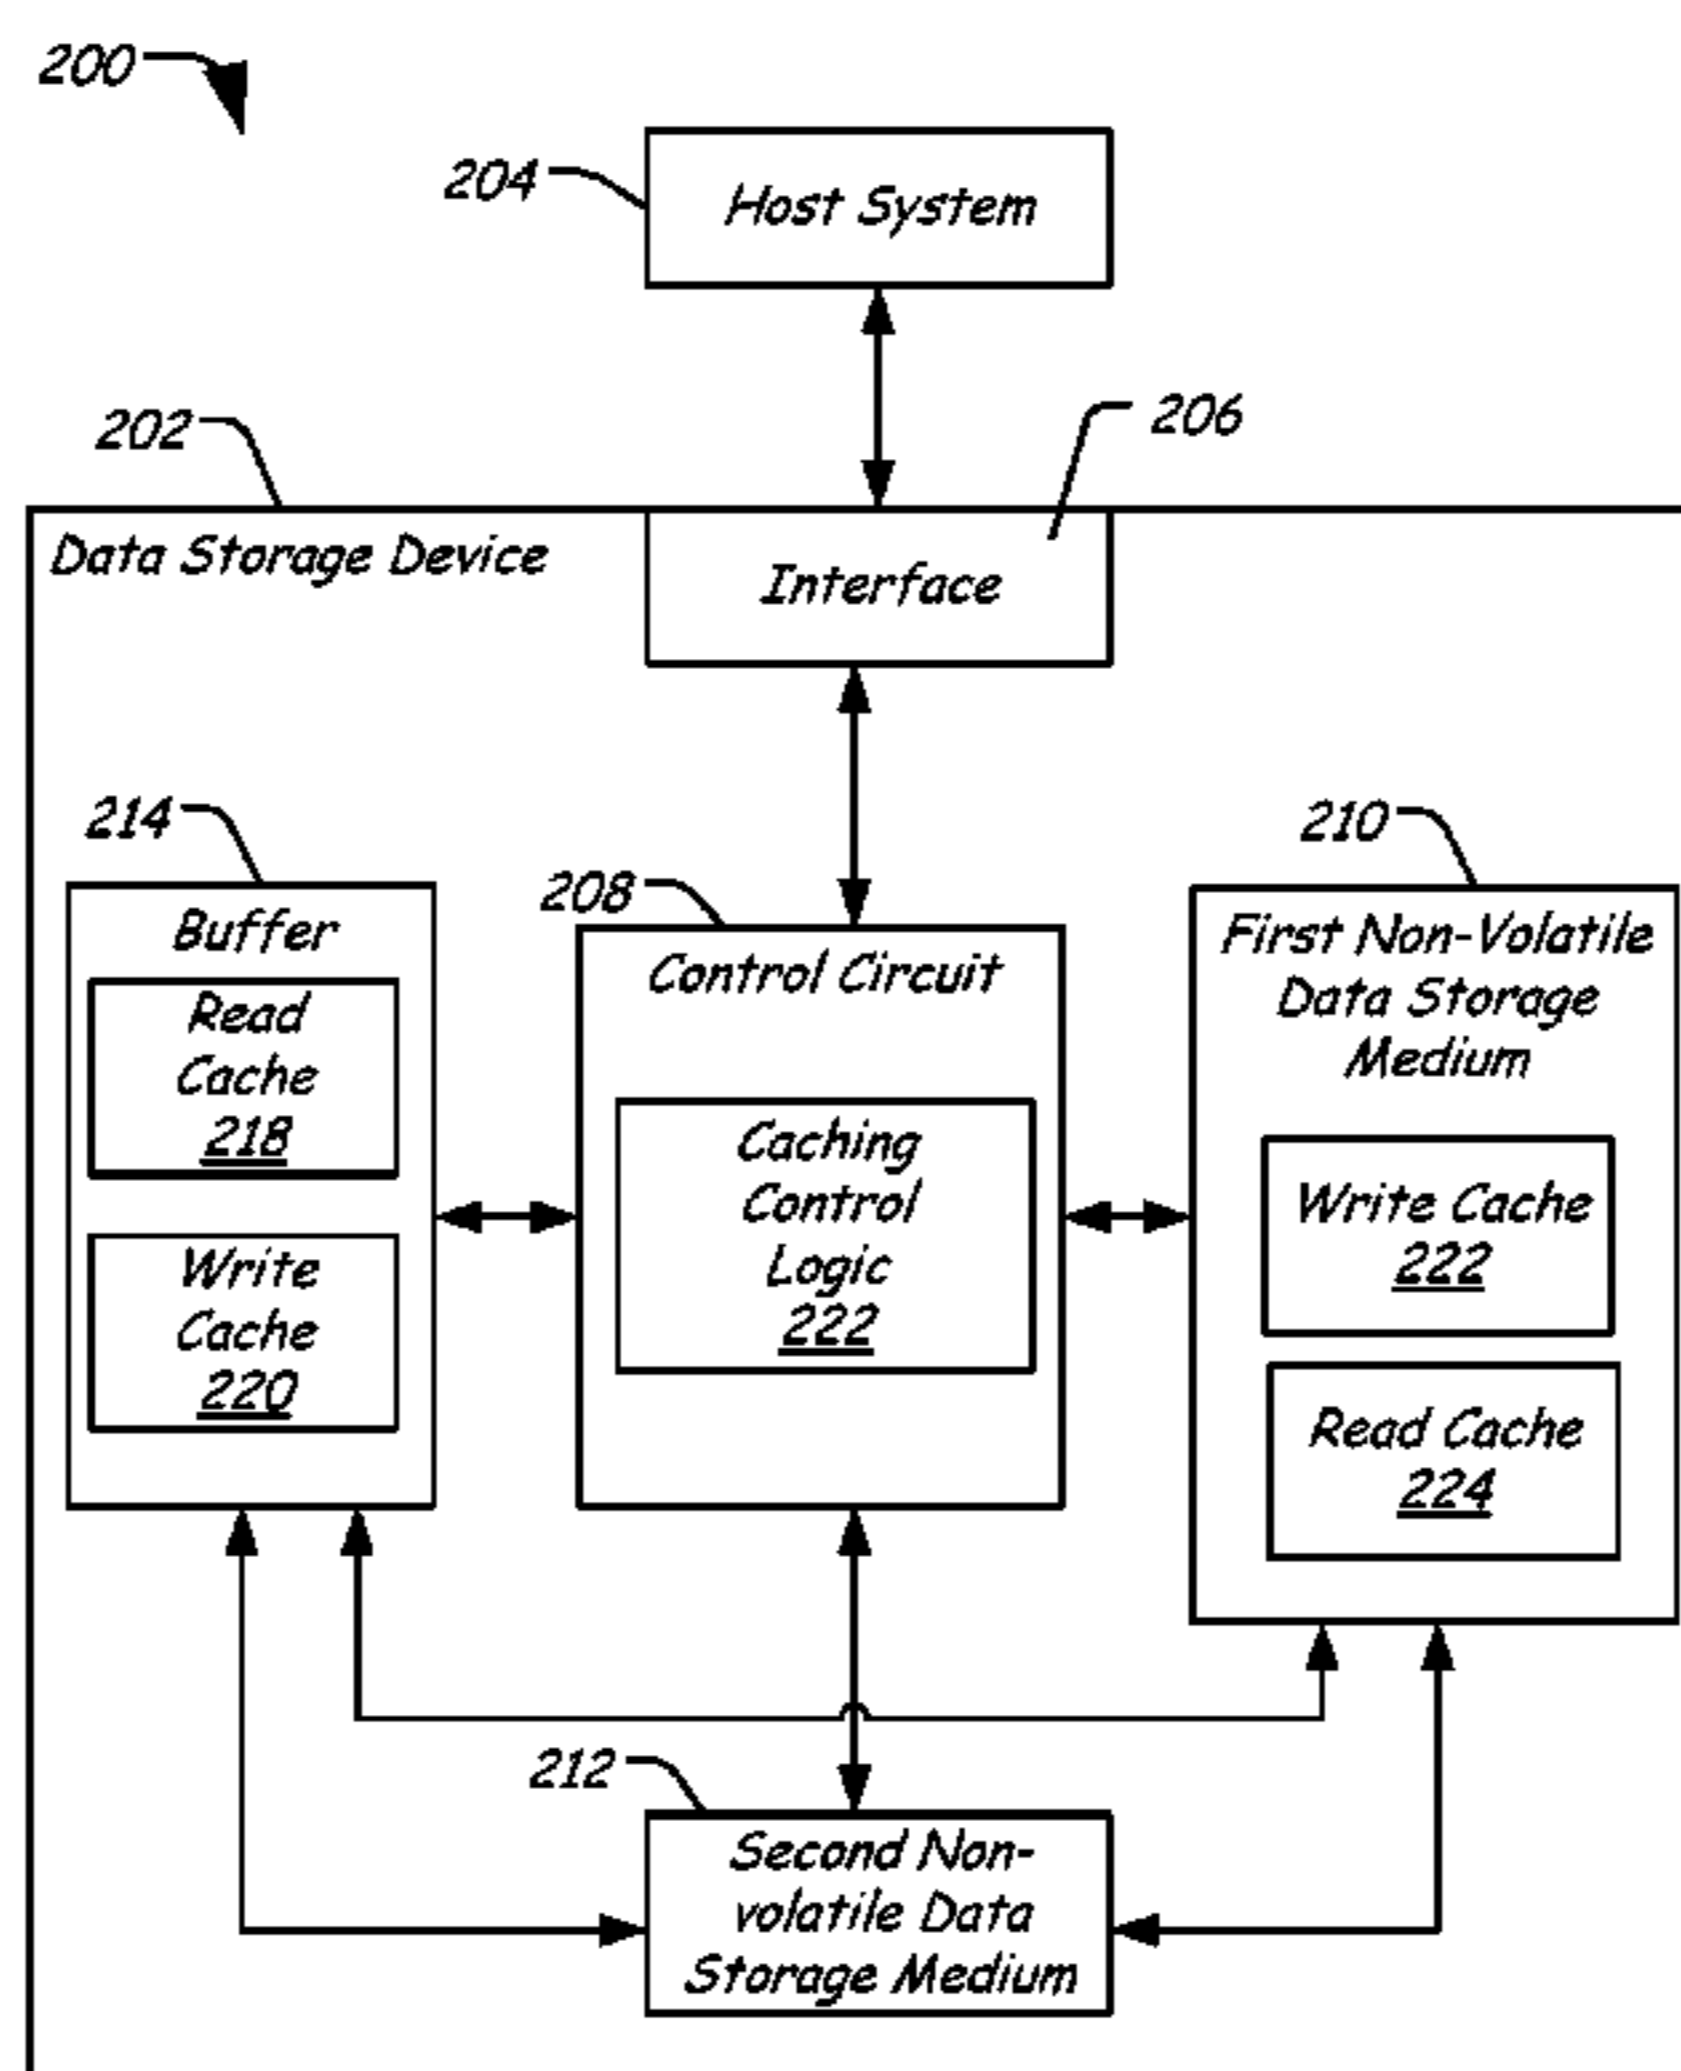 200
204
Host System
202
206
Data Storage Device
Interface
214
208
210
Buffer
Read
Cache
218
Write
Cache
220
Control Circuit
Caching
Control
Logic
222
First Non-Volatile
Data Storage
Medium
Write Cache
222
Read Cache
224
212
Second Non-
volatile Data
Storage Medium